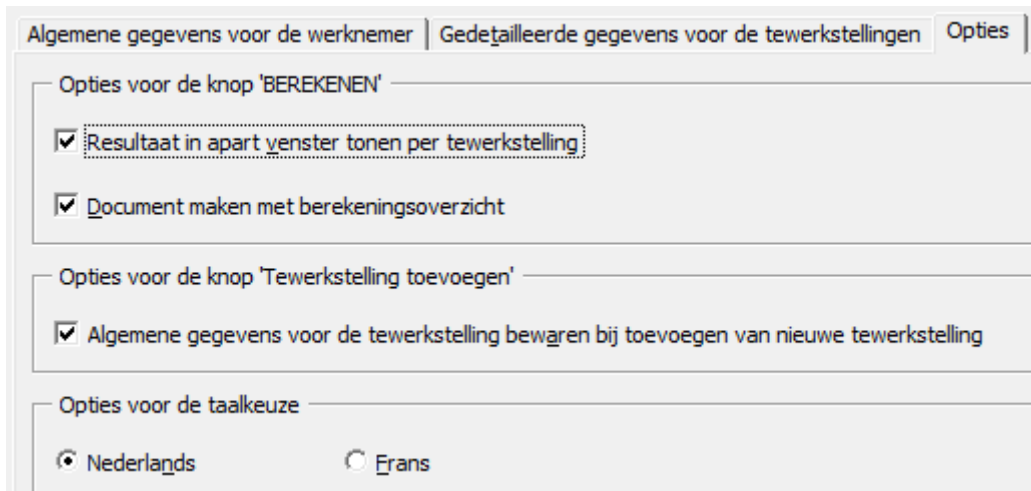 Algemene gegevens voor de werknemer Gedetailleerde gegevens voor de tewerkstellingen Opties
Opties voor de knop 'BEREKENEN'
Resultaat in apart venster tonen per tewerkstelling
Document maken met berekeningsoverzicht
Opties voor de knop 'Tewerkstelling toevoegen'
Algemene gegevens voor de tewerkstelling bewaren bij toevoegen van nieuwe tewerkstelling
Opties voor de taalkeuze
Nederlands Frans